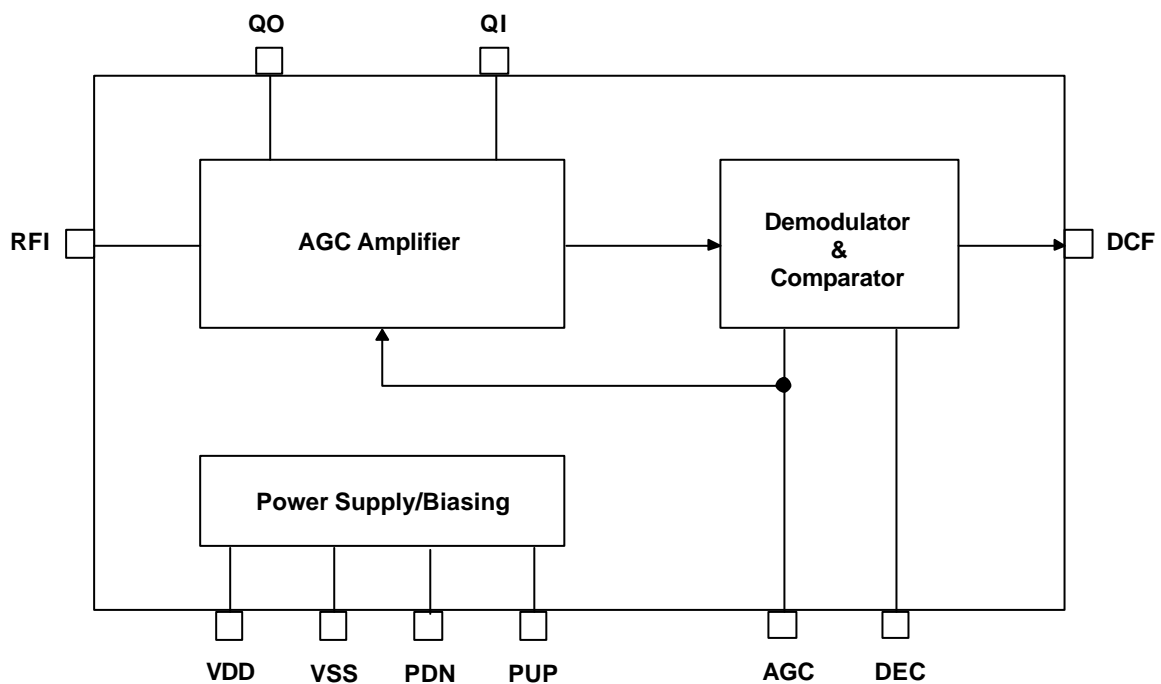 QO
QI
RFI
AGC Amplifier
Demodulator
&
Comparator
DCF
Power Supply/Biasing
VDD
VSS
PDN
PUP
AGC
DEC